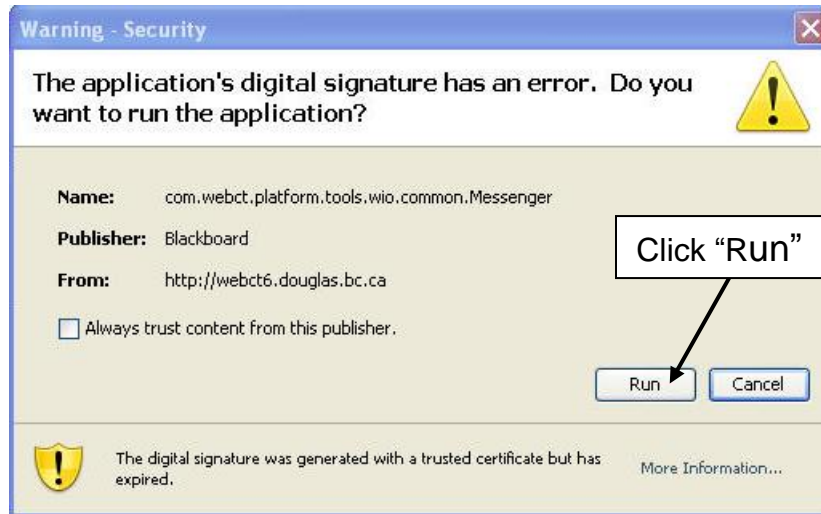 Warning - Security
The application's digital signature has an error. Do you
want to run the application?
Name: com.webct.platform.tools.wio.common.Messenger
Publisher: Blackboard
Click “Run”
From: http://webct6.douglas.bc.ca
Always trust content from this publisher.
Run Cancel
The digital signature was generated with a trusted certificate but has
expired.
More Information...